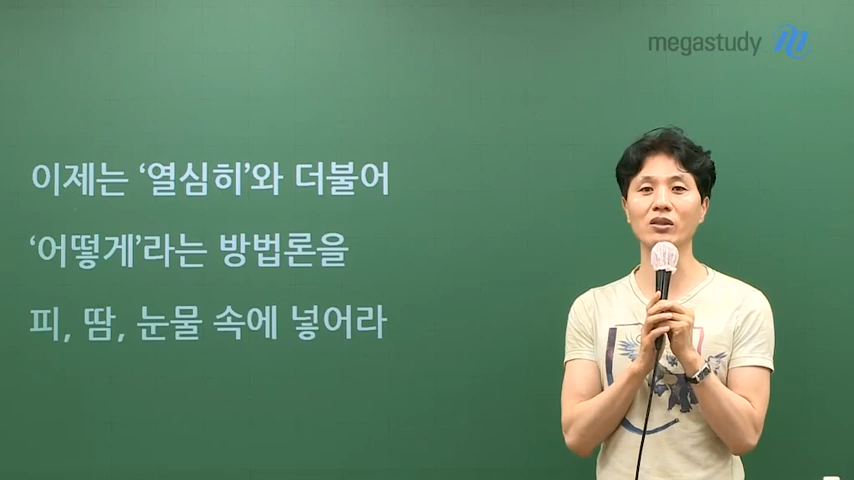 megastudy
이제는 ‘열심히’와 더불어
‘어떻게’라는 방법론을
피, 땀, 눈물 속에 넣어라